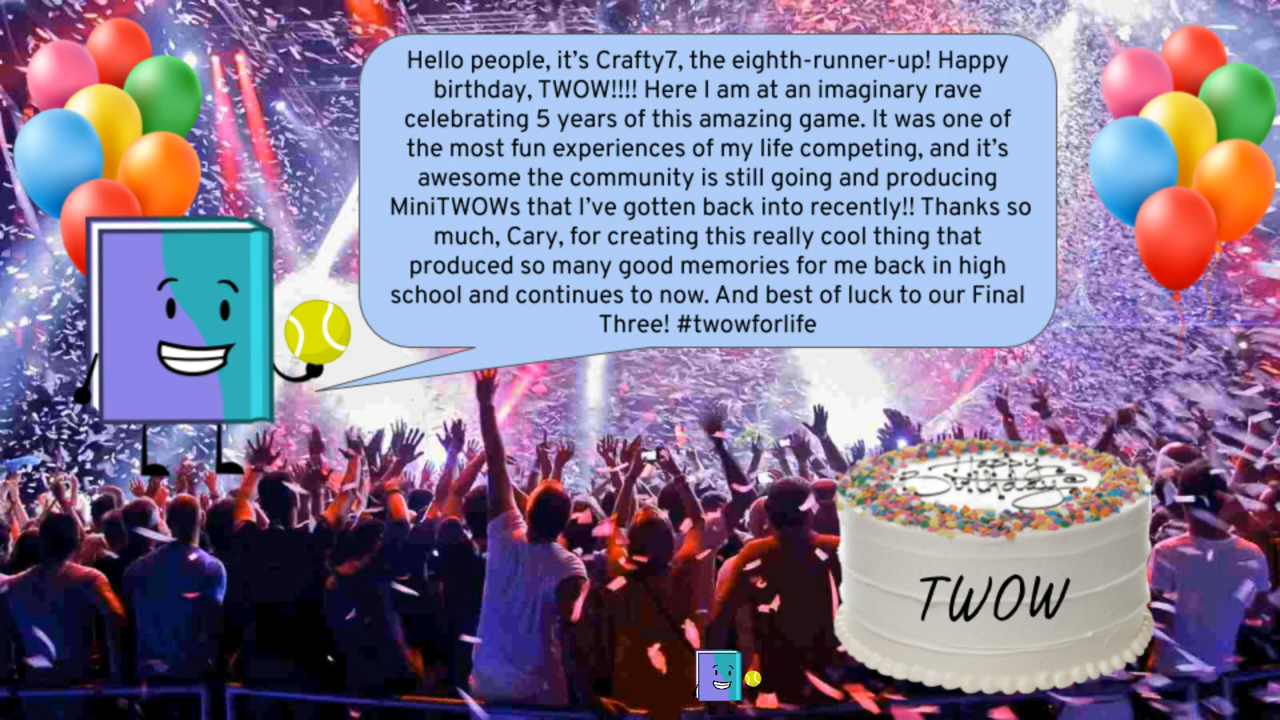 Hello people, it’s Crafty7, the eighth-runner-up! Happy
birthday, TWOW!!!! Here I am at an imaginary rave
celebrating 5 years of this amazing game. It was one of
the most fun experiences of my life competing, and it’s
awesome the community is still going and producing
MiniTWOWs that I’ve gotten back into recently!! Thanks so
much, Cary, for creating this really cool thing that
produced so many good memories for me back in high
school and continues to now. And best of luck to our Final
Three! #twowforlife
Happy
Birthday
TWOW